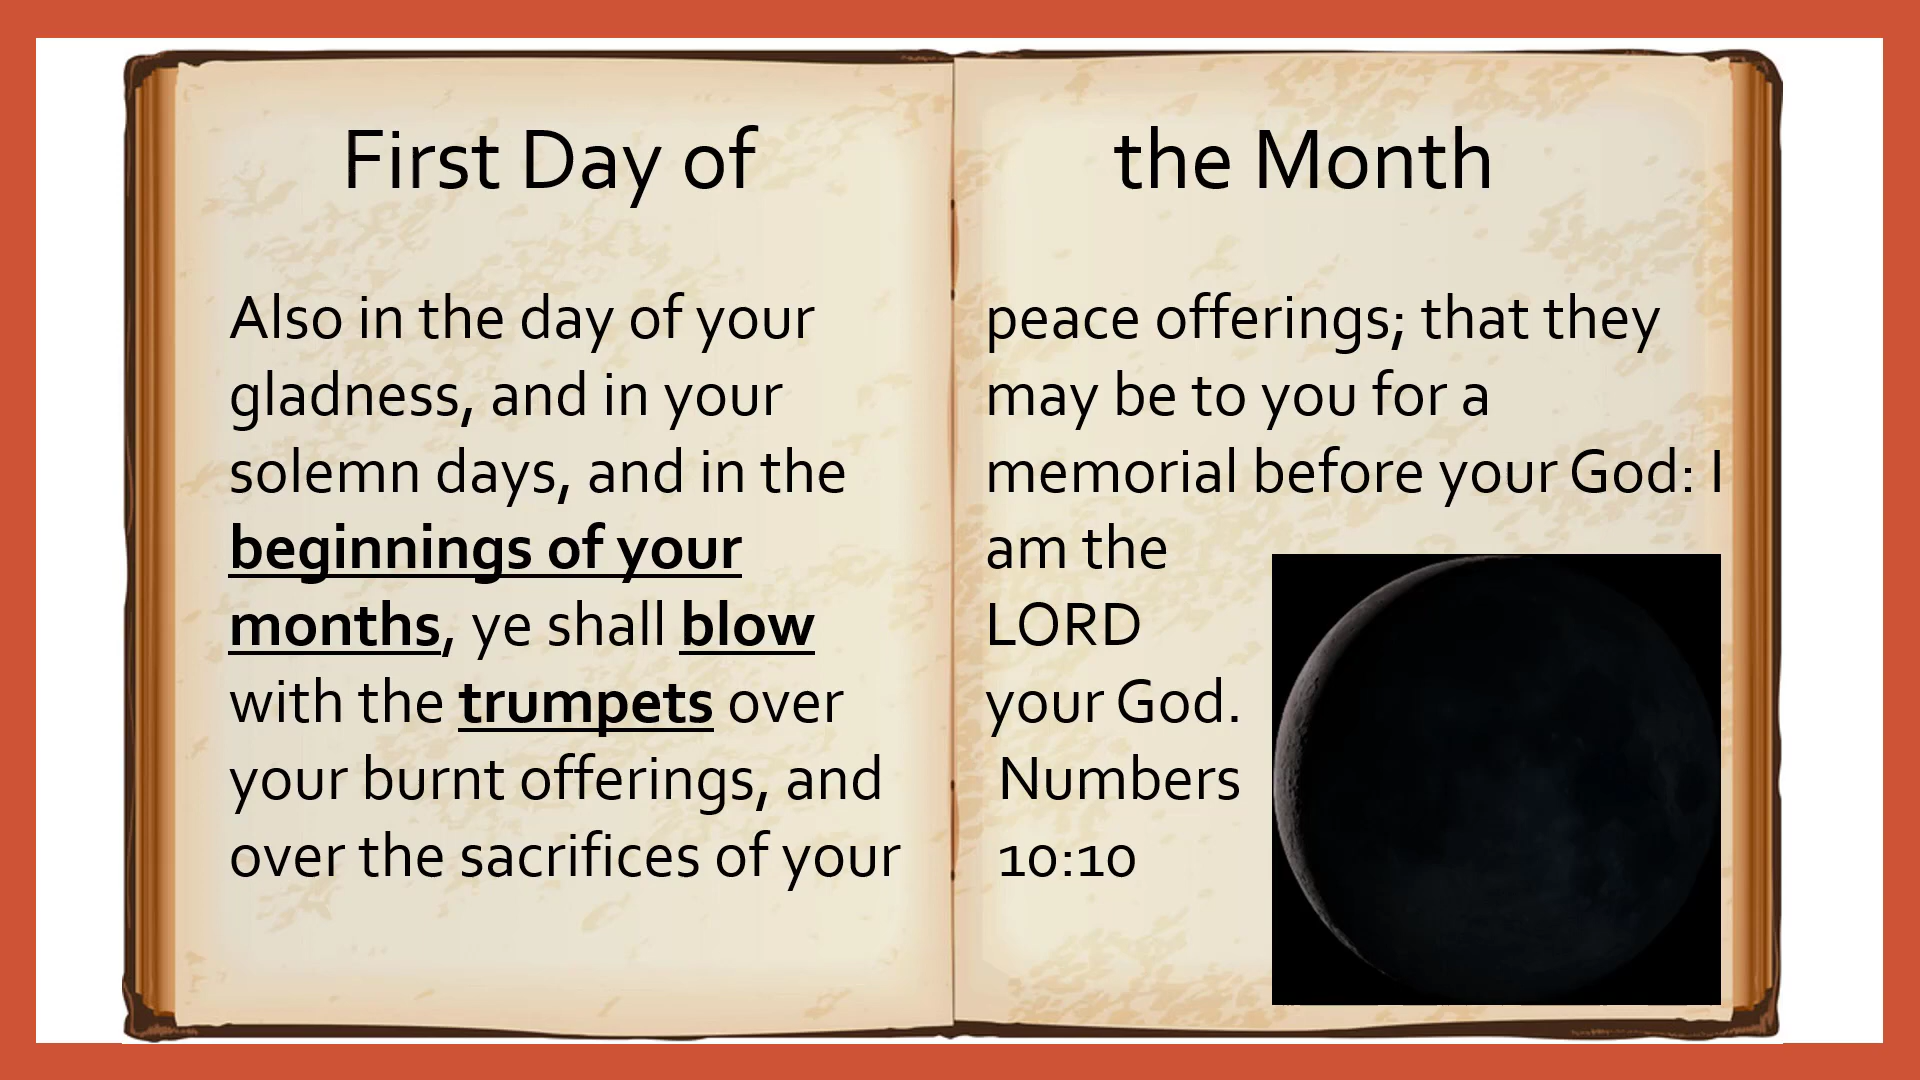 First Day of
Also in the day of your
gladness, and in your
solemn days, and in the
beginnings of your
months, ye shall blow
with the trumpets over
your burnt offerings, and
over the sacrifices of your
the Month
peace offerings; that they
may be to you for a
memorial before your God: I
am the
LORD
your God.
Numbers
10:10